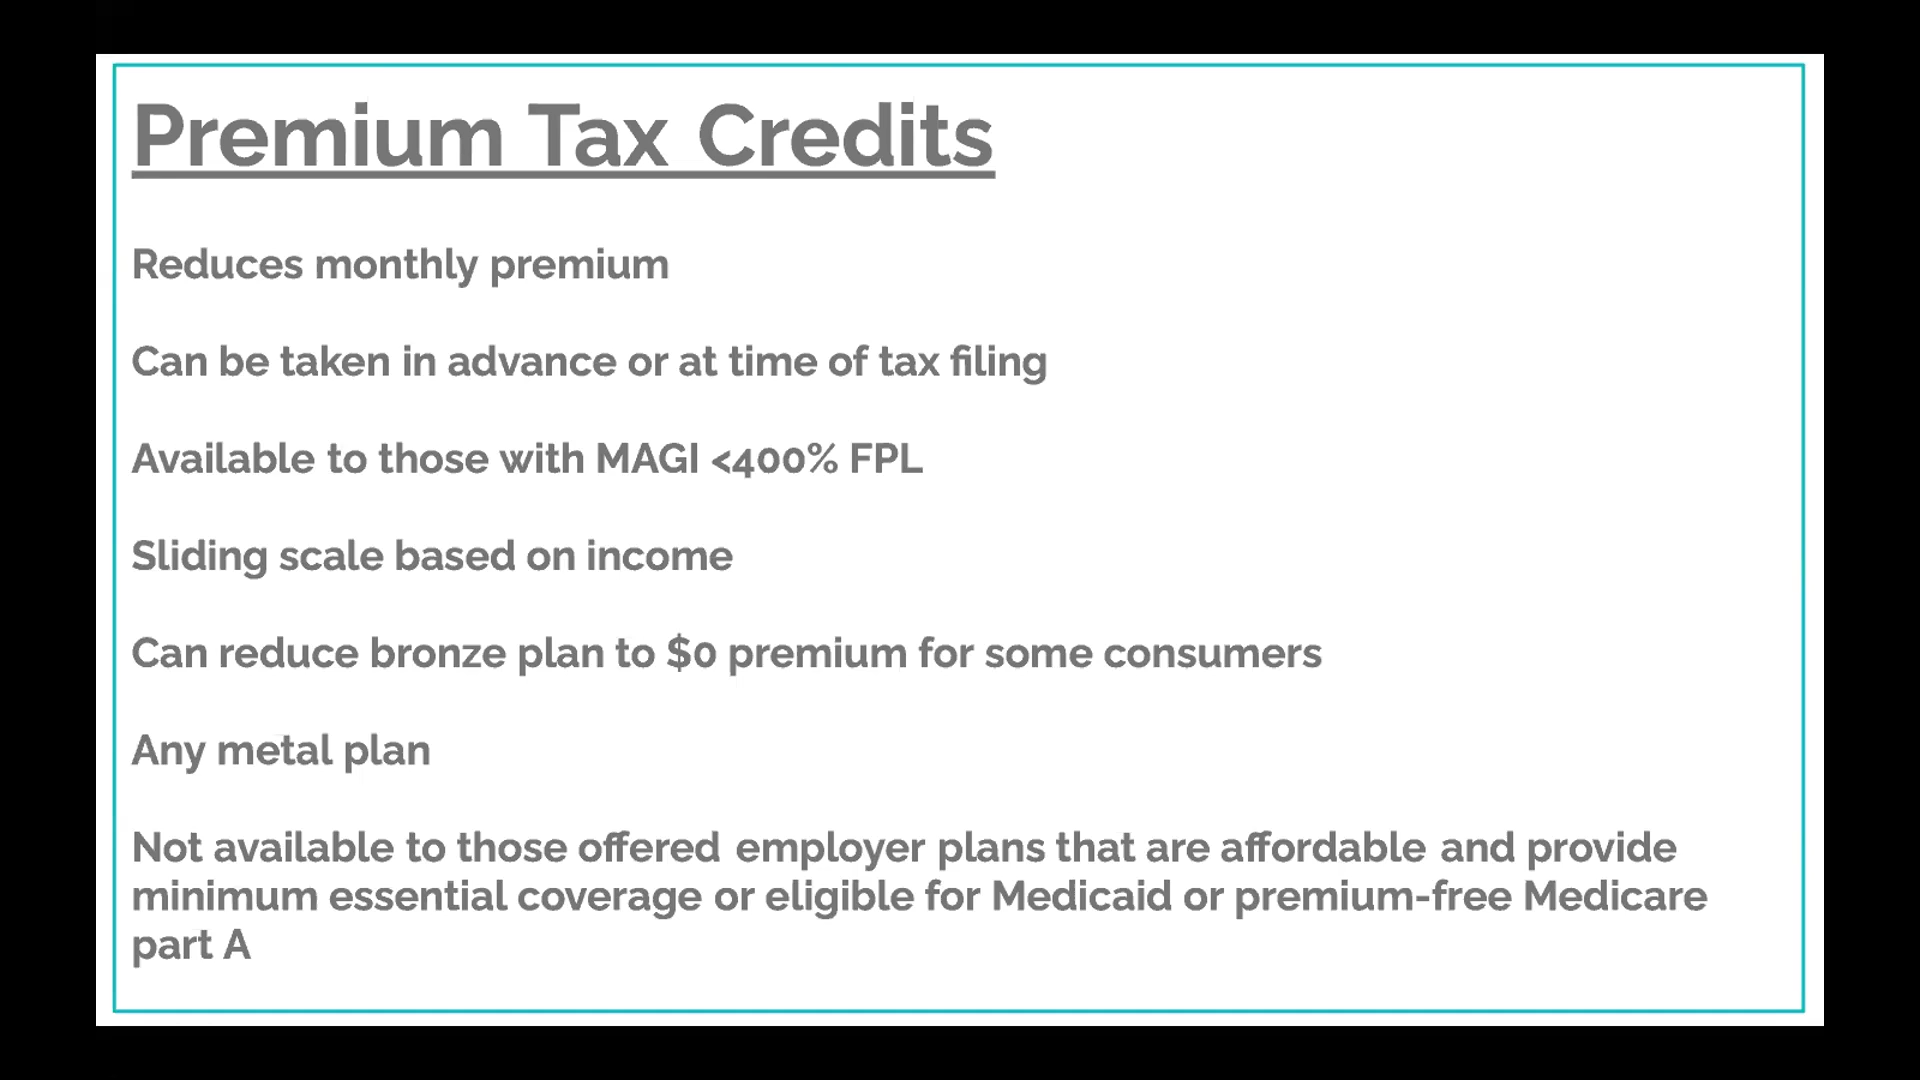 Premium Tax Credits
Reduces monthly premium
Can be taken in advance or at time of tax filing
Available to those with MAGI <400% FPL
Sliding scale based on income
Can reduce bronze plan to $0 premium for some consumers
Any metal plan
Not available to those offered employer plans that are affordable and provide
minimum essential coverage or eligible for Medicaid or premium-free Medicare
part A